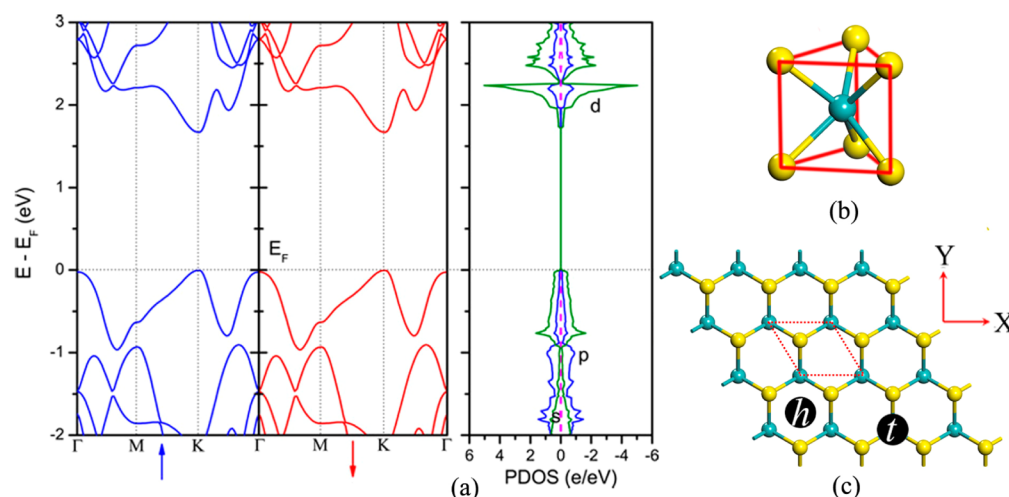 3
2
1
0
-1
-2
E - E_F (eV)
E_F
Γ
M
K
Γ
M
K
Γ
(a)
d
p
s
6
4
2
0
-2
-4
-6
PDOS (e/eV)
(b)
Y
X
h
t
(c)